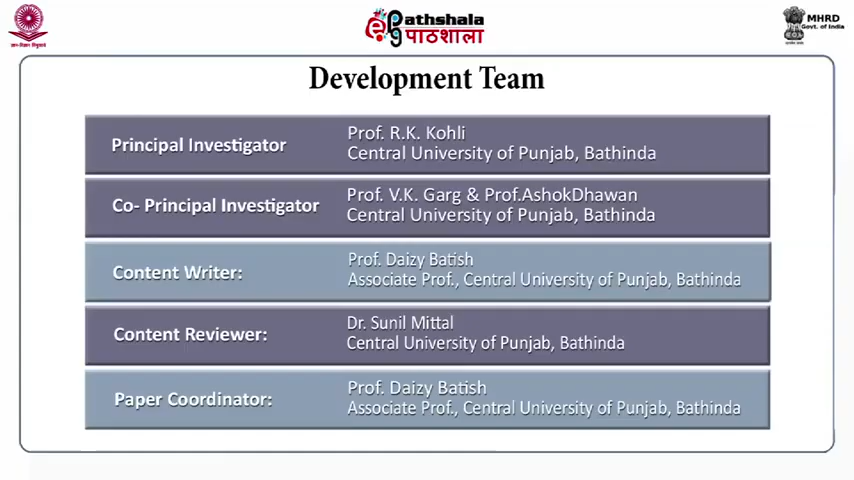 Pathshala
पाठशाला
MHRD
Govt. of India
Development Team
Principal Investigator
Prof. R.K. Kohli
Central University of Punjab, Bathinda
Co- Principal Investigator
Prof. V.K. Garg & Prof.AshokDhawan
Central University of Punjab, Bathinda
Content Writer:
Prof. Daizy Batish
Associate Prof., Central University of Punjab, Bathinda
Content Reviewer:
Dr. Sunil Mittal
Central University of Punjab, Bathinda
Paper Coordinator:
Prof. Daizy Batish
Associate Prof., Central University of Punjab, Bathinda